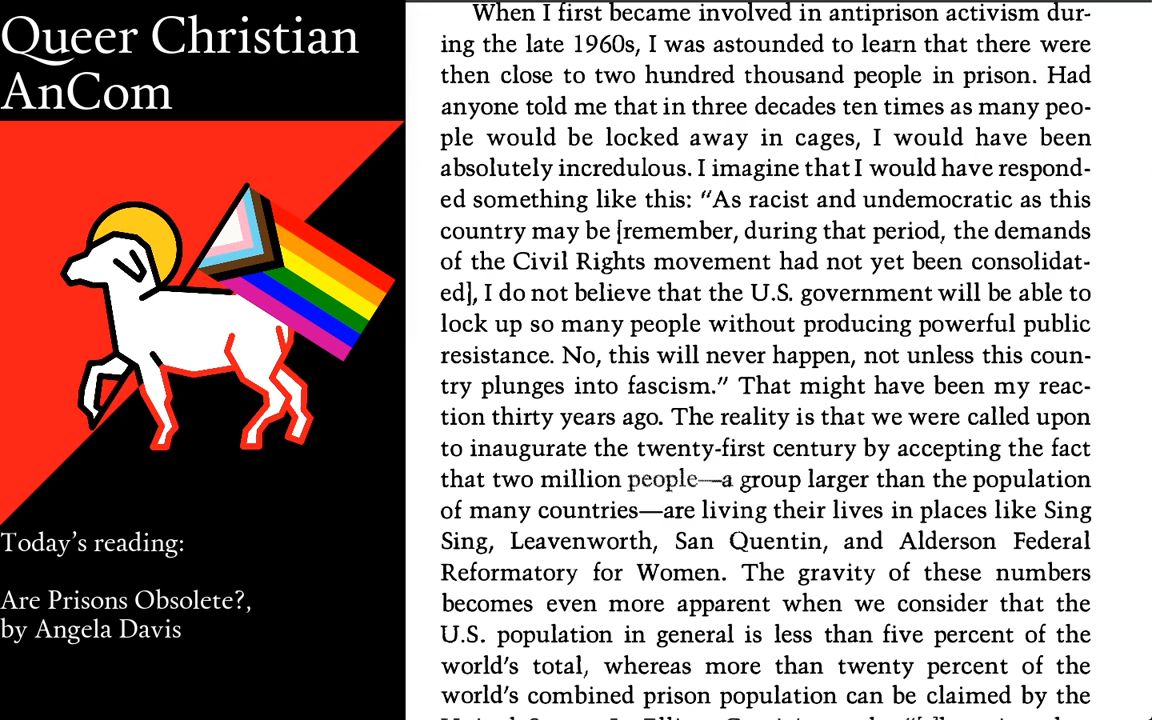 Queer Christian
AnCom
Today's reading:
Are Prisons Obsolete?,
by Angela Davis
When I first became involved in antiprison activism dur-
ing the late 1960s, I was astounded to learn that there were
then close to two hundred thousand people in prison. Had
anyone told me that in three decades ten times as many peo-
ple would be locked away in cages, I would have been
absolutely incredulous. I imagine that I would have respond-
ed something like this: “As racist and undemocratic as this
country may be [remember, during that period, the demands
of the Civil Rights movement had not yet been consolidat-
ed], I do not believe that the U.S. government will be able to
lock up so many people without producing powerful public
resistance. No, this will never happen, not unless this coun-
try plunges into fascism.” That might have been my reac-
tion thirty years ago. The reality is that we were called upon
to inaugurate the twenty-first century by accepting the fact
that two million people—a group larger than the population
of many countries—are living their lives in places like Sing
Sing, Leavenworth, San Quentin, and Alderson Federal
Reformatory for Women. The gravity of these numbers
becomes even more apparent when we consider that the
U.S. population in general is less than five percent of the
world's total, whereas more than twenty percent of the
world's combined prison population can be claimed by the